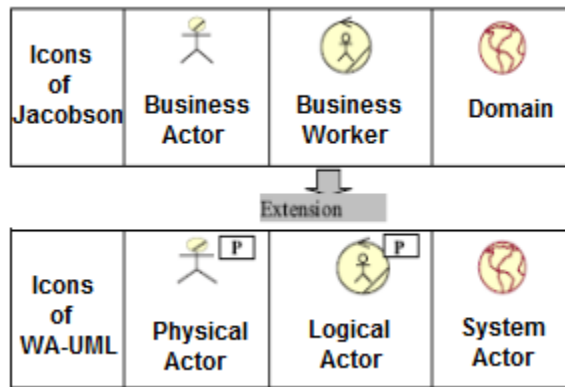 Icons
of
Jacobson
Business
Actor
Business
Worker
Domain
Extension
Icons
of
WA-UML
P
Physical
Actor
P
Logical
Actor
System
Actor